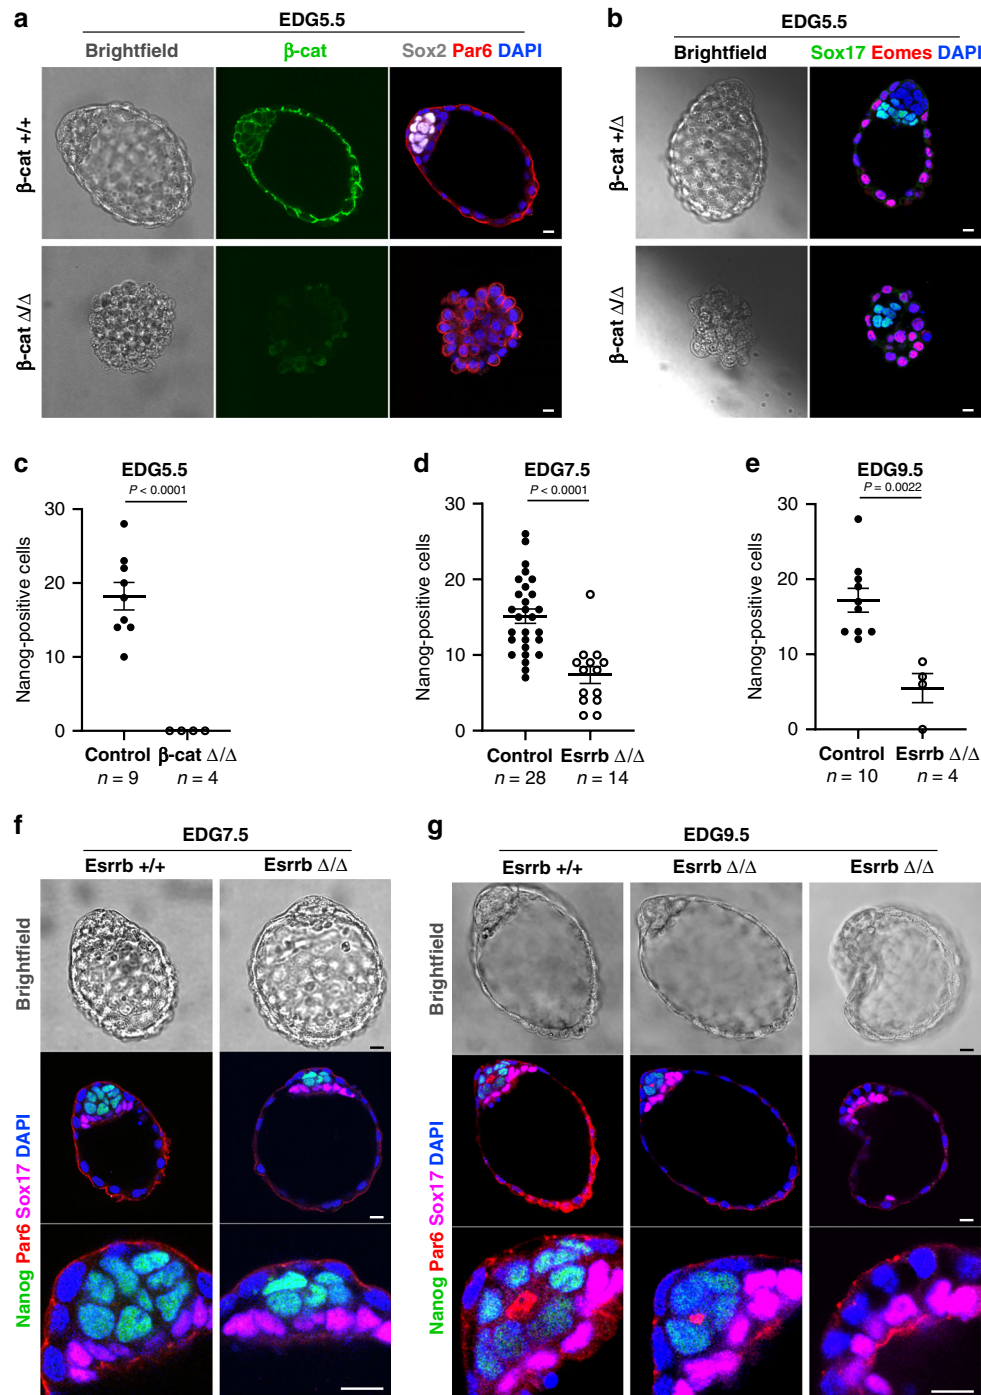 a
EDG5.5
Brightfield
β-cat
Sox2 Par6 DAPI
β-cat +/+
β-cat Δ/Δ
b
EDG5.5
Brightfield
Sox17 Eomes DAPI
β-cat +/Δ
β-cat Δ/Δ
c
EDG5.5
P < 0.0001
Nanog-positive cells
30
20
10
0
Control β-cat Δ/Δ
n = 9 n = 4
d
EDG7.5
P < 0.0001
Nanog-positive cells
30
20
10
0
Control Esrrb Δ/Δ
n = 28 n = 14
e
EDG9.5
P = 0.0022
Nanog-positive cells
30
20
10
0
Control Esrrb Δ/Δ
n = 10 n = 4
f
EDG7.5
Esrrb +/+ Esrrb Δ/Δ
Brightfield
Nanog Par6 Sox17 DAPI
g
EDG9.5
Esrrb +/+ Esrrb Δ/Δ Esrrb Δ/Δ
Brightfield
Nanog Par6 Sox17 DAPI